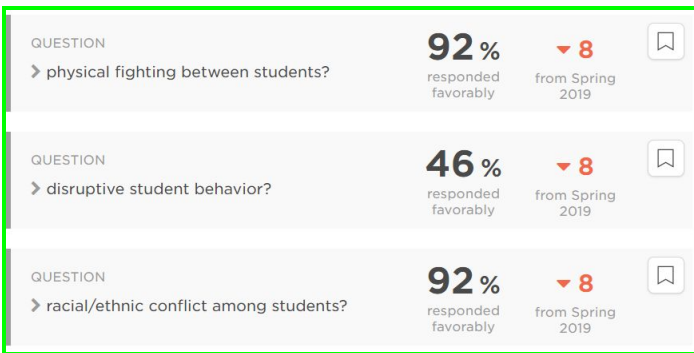 QUESTION
physical fighting between students?
92 %
responded
favorably
8
from Spring
2019
QUESTION
disruptive student behavior?
46 %
responded
favorably
8
from Spring
2019
QUESTION
racial/ethnic conflict among students?
92 %
responded
favorably
8
from Spring
2019